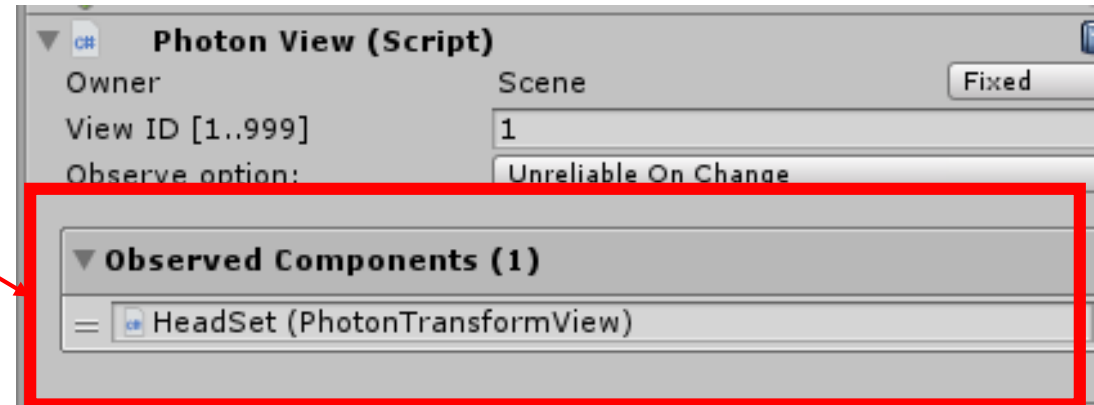 c# Photon View (Script)
Owner Scene Fixed
View ID [1..999] 1
Observe option: Unreliable On Change
Observed Components (1)
c# HeadSet (PhotonTransformView)